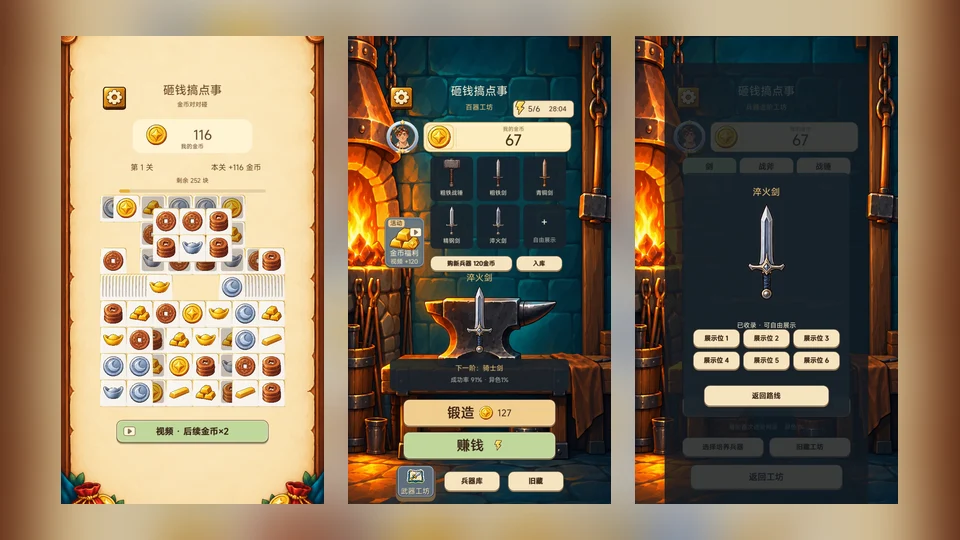 砸钱搞点事
金币对对碰
116
我的金币
第 1 关
本关 +116 金币
剩余 252 块
视频 · 后续金币×2
砸钱搞点事
百器工坊
5/6 28:04
我的金币
67
粗铁战锤
粗铁剑
青铜剑
活动
金币福利
视频 +120
精钢剑
淬火剑
+
自由展示
购新兵器 120金币
入库
淬火剑
下一阶：骑士剑
成功率 91% · 异色1%
锻造 127
赚钱
武器工坊
兵器库
旧藏
砸钱搞点事
我的金币
67
剑
战斧
战锤
淬火剑
已收录 · 可自由展示
展示位 1
展示位 2
展示位 3
展示位 4
展示位 5
展示位 6
返回路线
旧藏工坊
返回工坊